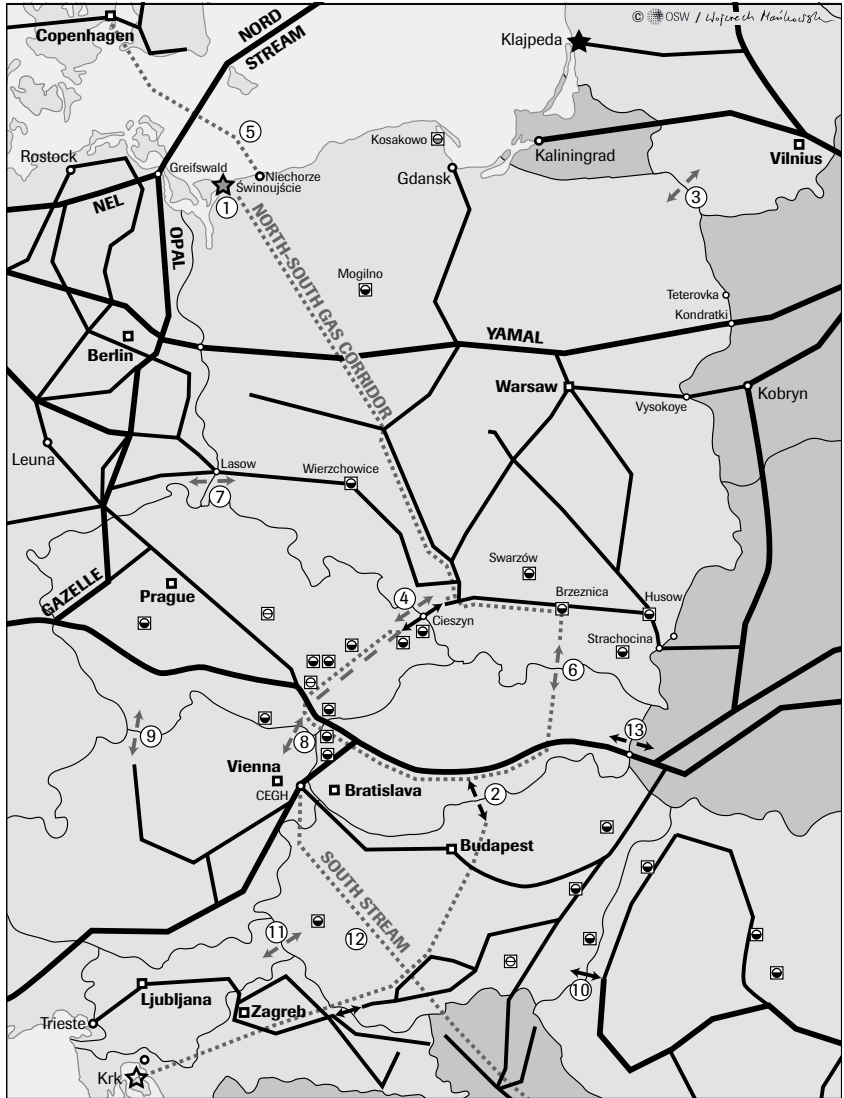 © OSW / Wojciech Mańkowski
Copenhagen
NORD
STREAM
Klajpeda
5
Kosakowo
Kaliningrad
Vilnius
Rostock
Greifswald
Niechorze
Świnoujście
Gdansk
NEL
1
3
OPAL
NORTH-SOUTH GAS CORRIDOR
Mogilno
Teterovka
Kondratki
YAMAL
Berlin
Warsaw
Vysokoye
Kobryn
Leuna
Lasow
Wierzchowice
7
Swarzów
GAZELLE
Prague
4
Cieszyn
Brzeznica
Husow
Strachocina
6
9
8
13
Vienna
CEGH
Bratislava
2
Budapest
SOUTH STREAM
11
12
10
Ljubljana
Zagreb
Trieste
Krk